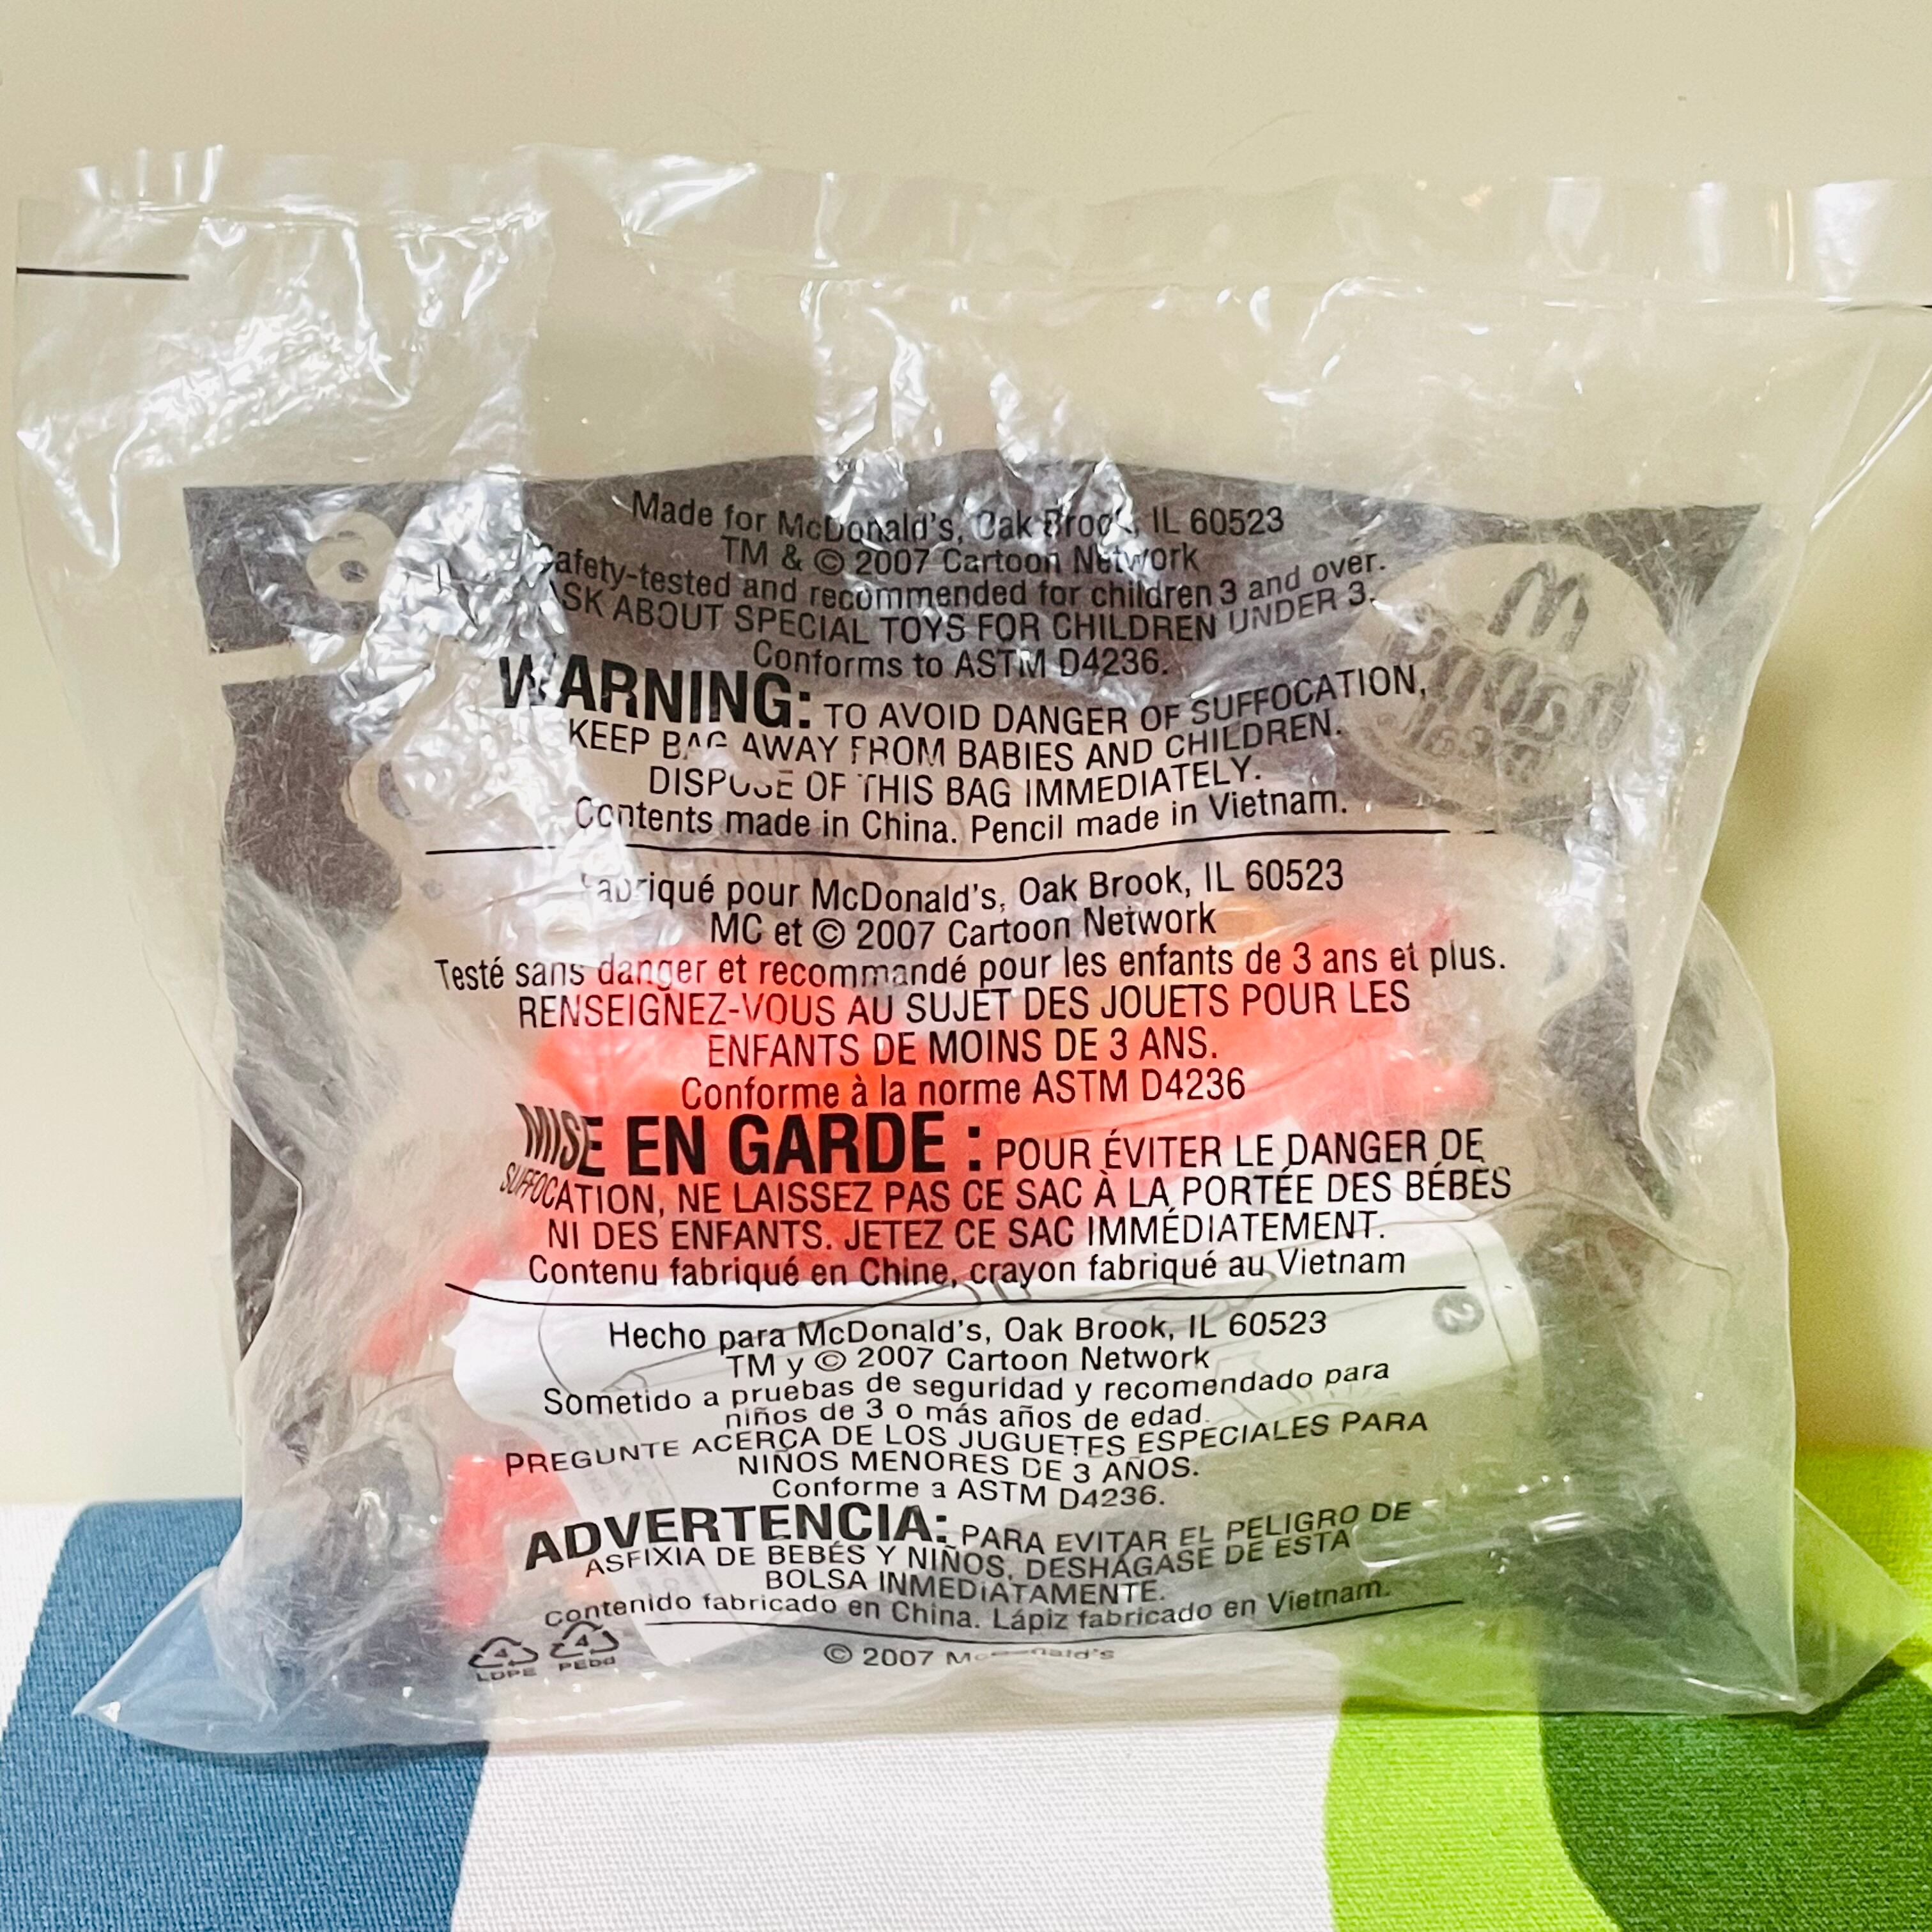 Made for McDonald's, Oak Brook, IL 60523
TM & © 2007 Cartoon Network
Safety-tested and recommended for children 3 and over.
ASK ABOUT SPECIAL TOYS FOR CHILDREN UNDER 3.
Conforms to ASTM D4236.
WARNING: TO AVOID DANGER OF SUFFOCATION,
KEEP BAG AWAY FROM BABIES AND CHILDREN.
DISPOSE OF THIS BAG IMMEDIATELY.
Contents made in China. Pencil made in Vietnam.
Fabriqué pour McDonald's, Oak Brook, IL 60523
MC et © 2007 Cartoon Network
Testé sans danger et recommandé pour les enfants de 3 ans et plus.
RENSEIGNEZ-VOUS AU SUJET DES JOUETS POUR LES
ENFANTS DE MOINS DE 3 ANS.
Conforme à la norme ASTM D4236
MISE EN GARDE : POUR ÉVITER LE DANGER DE
SUFFOCATION, NE LAISSEZ PAS CE SAC À LA PORTÉE DES BÉBÉS
NI DES ENFANTS. JETEZ CE SAC IMMÉDIATEMENT.
Contenu fabriqué en Chine, crayon fabriqué au Vietnam
2
Hecho para McDonald's, Oak Brook, IL 60523
TM y © 2007 Cartoon Network
Sometido a pruebas de seguridad y recomendado para
niños de 3 o más años de edad.
PREGUNTE ACERCA DE LOS JUGUETES ESPECIALES PARA
NIÑOS MENORES DE 3 AÑOS.
Conforme a ASTM D4236.
ADVERTENCIA: PARA EVITAR EL PELIGRO DE
ASFIXIA DE BEBÉS Y NIÑOS, DESHÁGASE DE ESTA
BOLSA INMEDIATAMENTE.
Contenido fabricado en China. Lápiz fabricado en Vietnam.
4 4
LDPE PEbd
© 2007 McDonald's